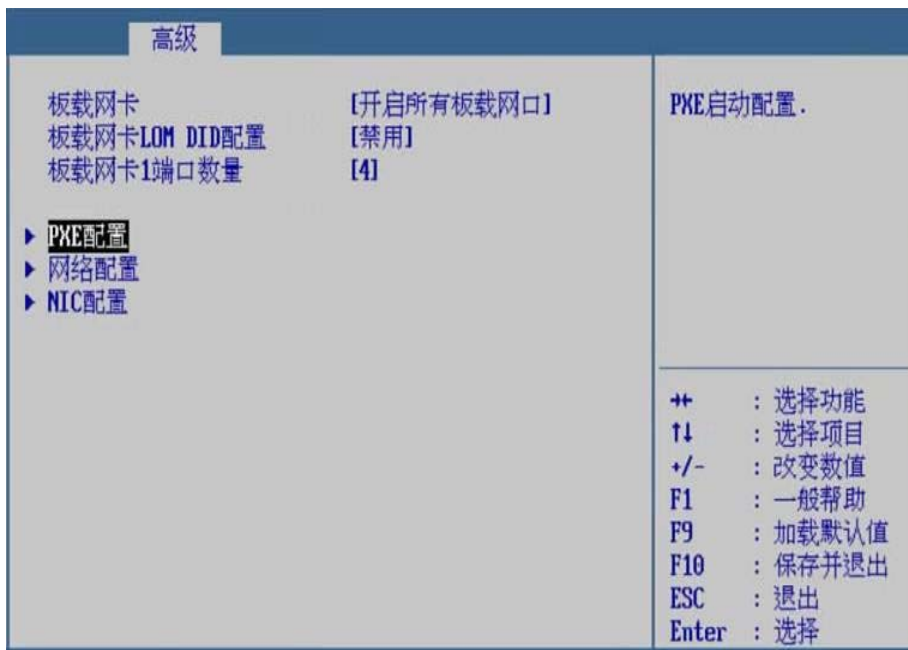 高级
板载网卡 [开启所有板载网口]
板载网卡LOM DID配置 [禁用]
板载网卡1端口数量 [4]
PXE配置
网络配置
NIC配置
PXE启动配置.
→← : 选择功能
↑↓ : 选择项目
+/- : 改变数值
F1 : 一般帮助
F9 : 加载默认值
F10 : 保存并退出
ESC : 退出
Enter : 选择